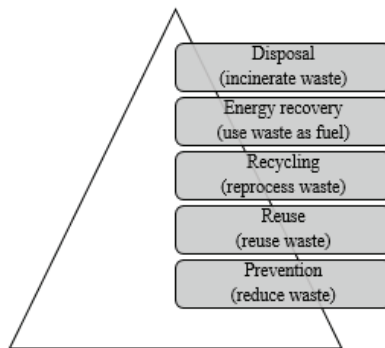 Disposal
(incinerate waste)
Energy recovery
(use waste as fuel)
Recycling
(reprocess waste)
Reuse
(reuse waste)
Prevention
(reduce waste)